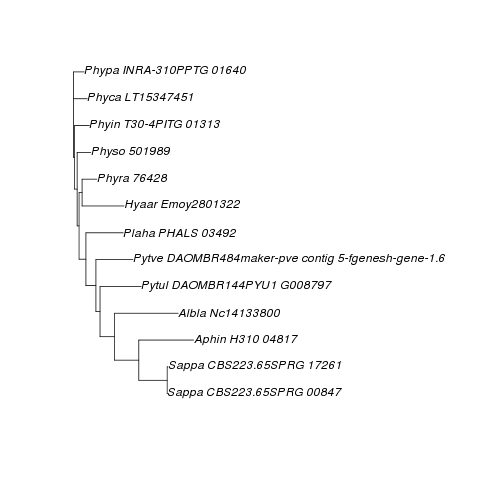 Phypa INRA-310PPTG 01640
Phyca LT15347451
Phyin T30-4PITG 01313
Physo 501989
Phyra 76428
Hyaar Emoy2801322
Plaha PHALS 03492
Pytve DAOMBR484maker-pve contig 5-fgenesh-gene-1.6
Pytul DAOMBR144PYU1 G008797
Albla Nc14133800
Aphin H310 04817
Sappa CBS223.65SPRG 17261
Sappa CBS223.65SPRG 00847